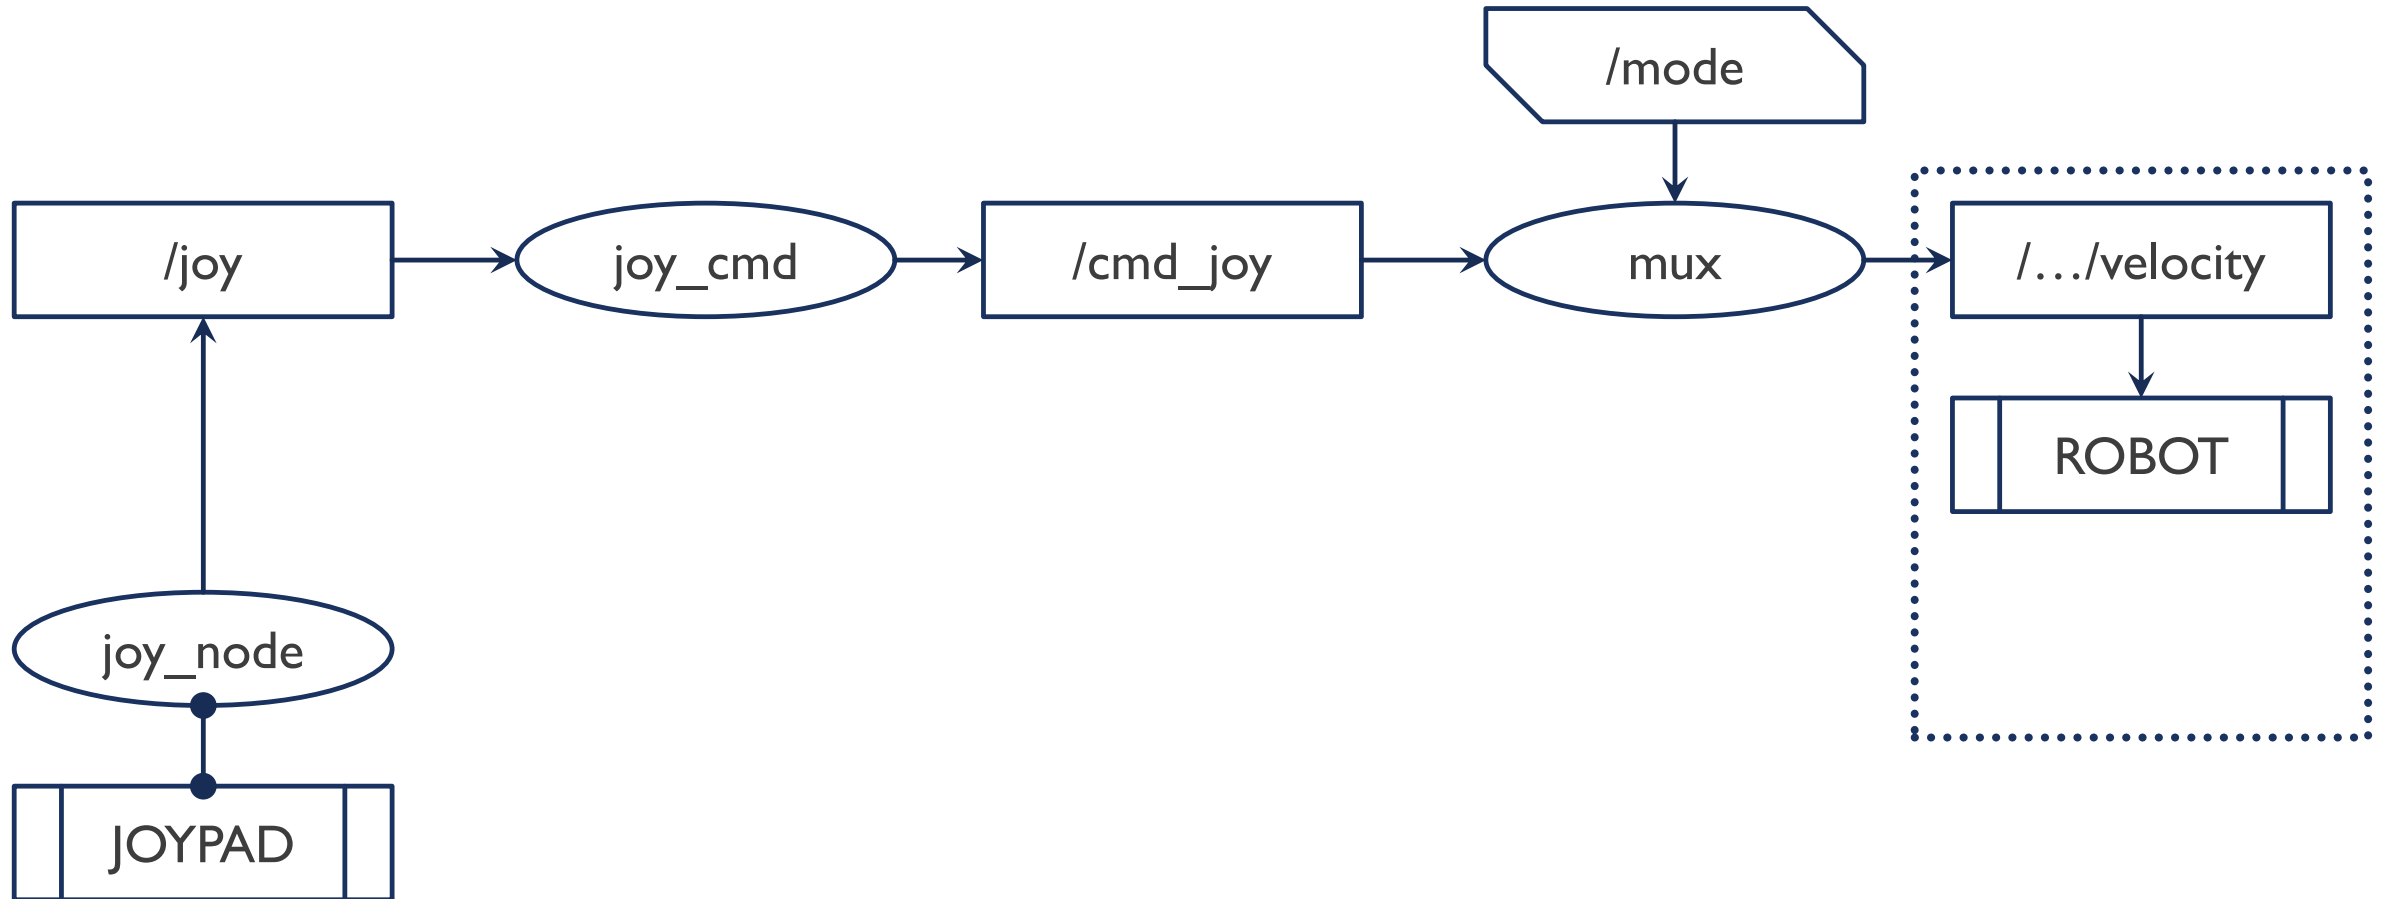 /mode
/joy
joy_cmd
/cmd_joy
mux
/…/velocity
ROBOT
joy_node
JOYPAD